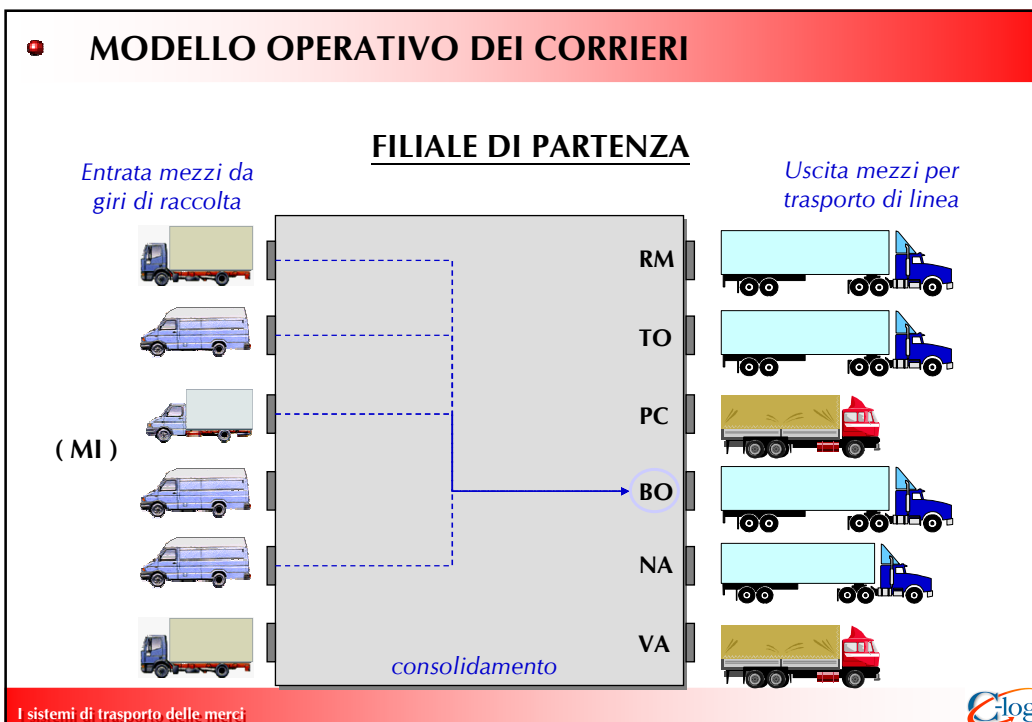 MODELLO OPERATIVO DEI CORRIERI
FILIALE DI PARTENZA
Entrata mezzi da
giri di raccolta
Uscita mezzi per
trasporto di linea
RM
TO
PC
( MI )
BO
NA
VA
consolidamento
I sistemi di trasporto delle merci
C-log